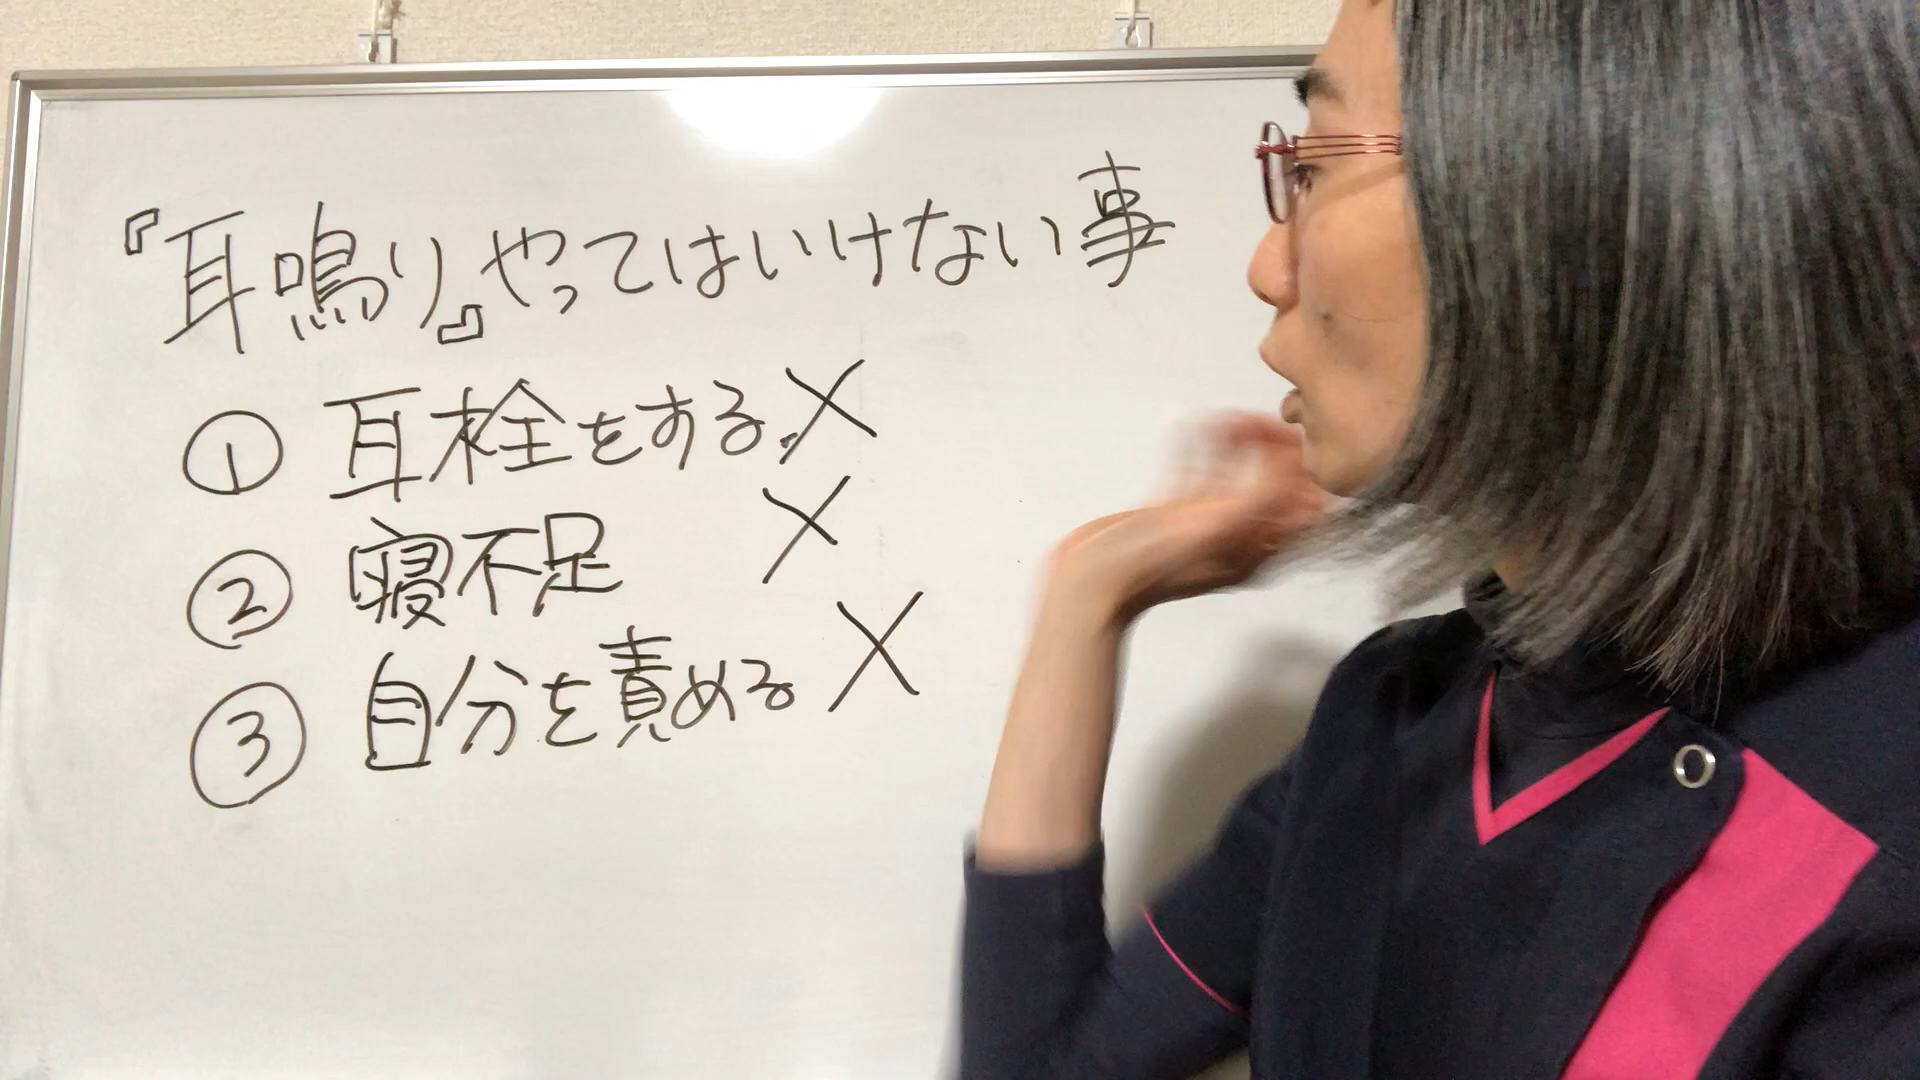 『耳鳴り』やってはいけない事
① 耳栓をする。×
② 寝不足 ×
③ 自分を責める ×